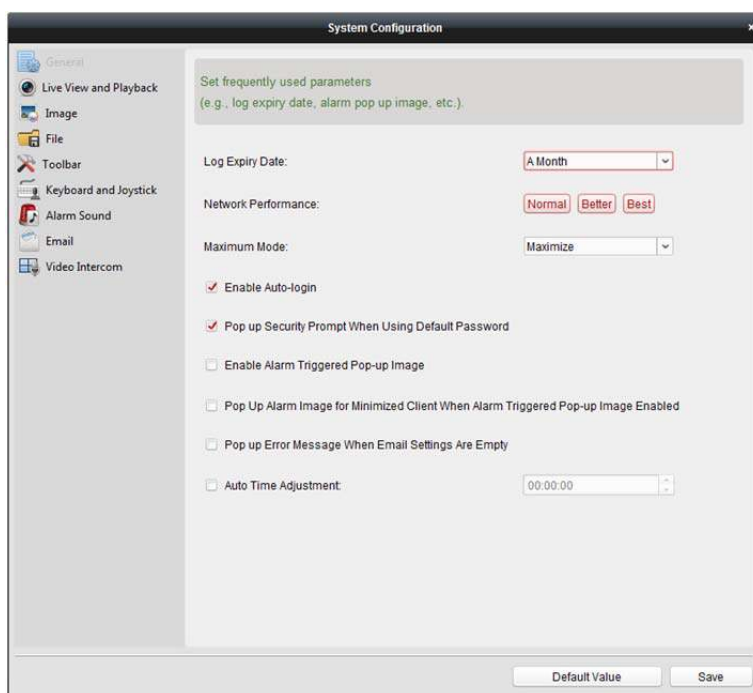 System Configuration
General
Live View and Playback
Image
File
Toolbar
Keyboard and Joystick
Alarm Sound
Email
Video Intercom
Set frequently used parameters
(e.g., log expiry date, alarm pop up image, etc.).
Log Expiry Date: A Month
Network Performance: Normal Better Best
Maximum Mode: Maximize
Enable Auto-login
Pop up Security Prompt When Using Default Password
Enable Alarm Triggered Pop-up Image
Pop Up Alarm Image for Minimized Client When Alarm Triggered Pop-up Image Enabled
Pop up Error Message When Email Settings Are Empty
Auto Time Adjustment: 00:00:00
Default Value Save